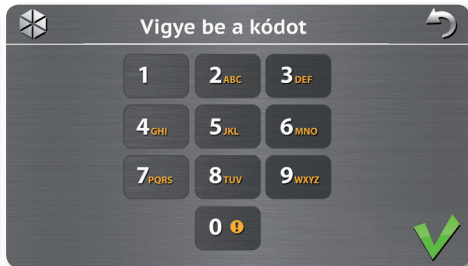 Vigye be a kódot
1 2ABC 3DEF
4GHI 5JKL 6MNO
7PQRS 8TUV 9WXYZ
0 !